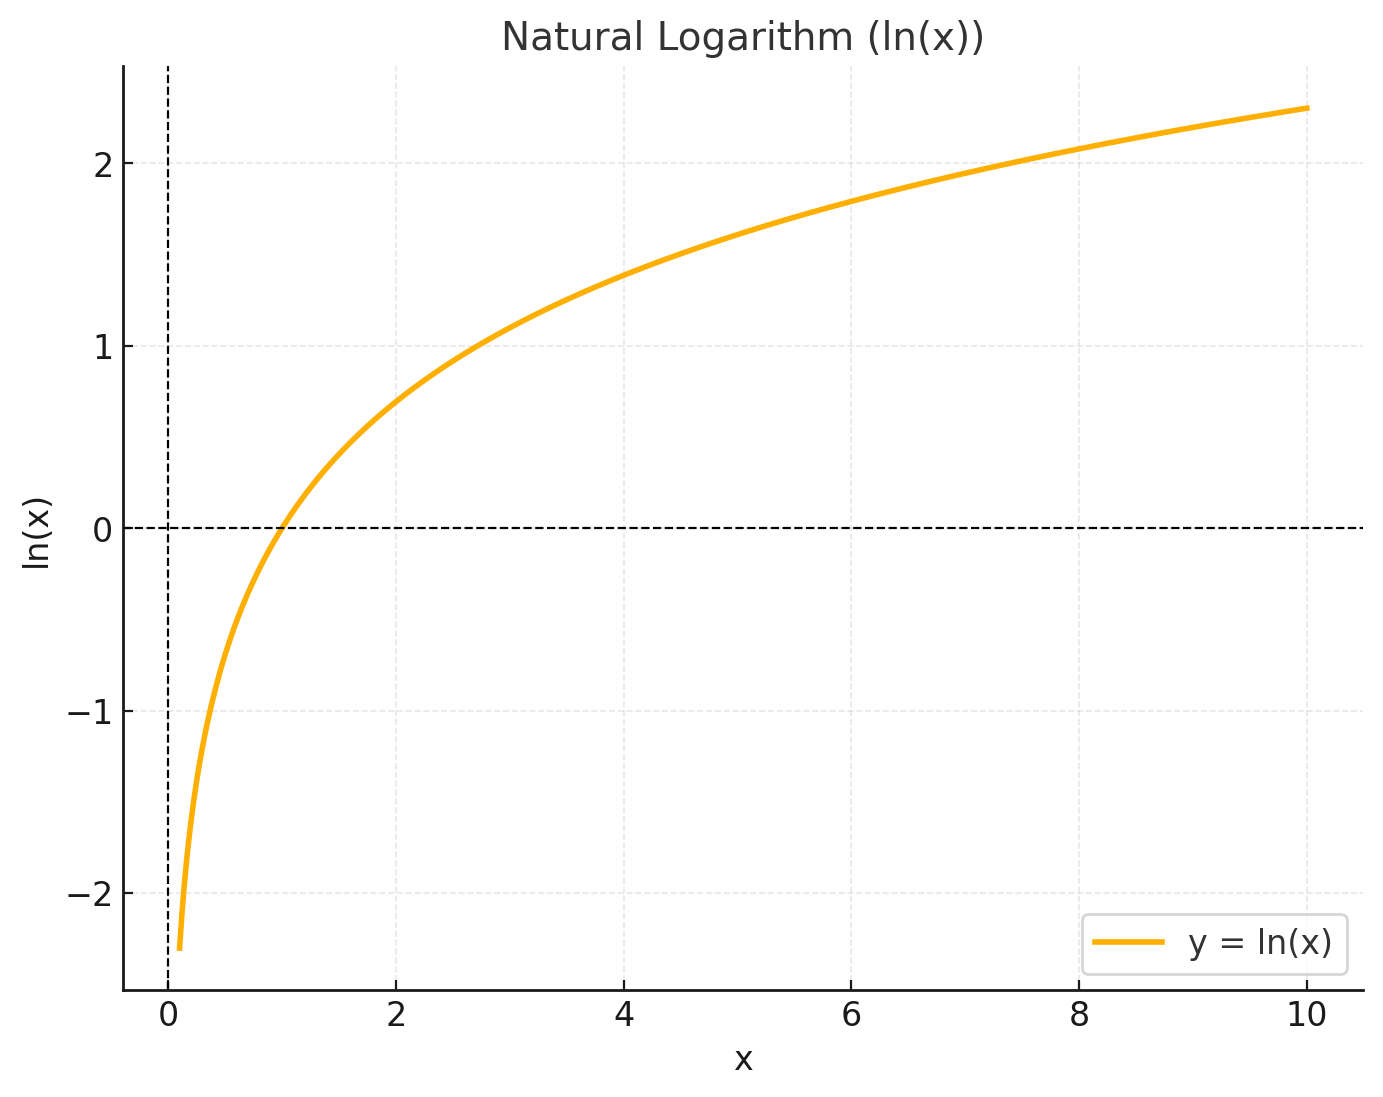 Natural Logarithm (ln(x))
2
1
0
−1
−2
ln(x)
y = ln(x)
0 2 4 6 8 10
x